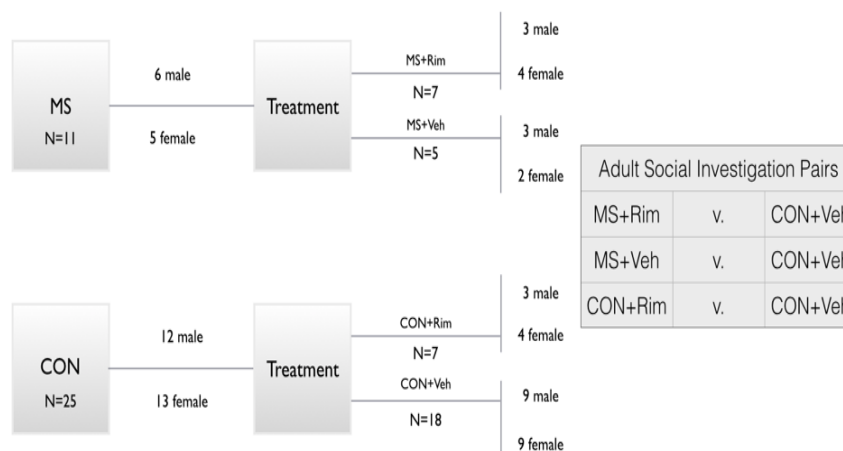 MS
N=11
6 male
5 female
Treatment
MS+Rim
N=7
MS+Veh
N=5
3 male
4 female
3 male
2 female
CON
N=25
12 male
13 female
Treatment
CON+Rim
N=7
CON+Veh
N=18
3 male
4 female
9 male
9 female
Adult Social Investigation Pairs
MS+Rim v. CON+Veh
MS+Veh v. CON+Veh
CON+Rim v. CON+Veh